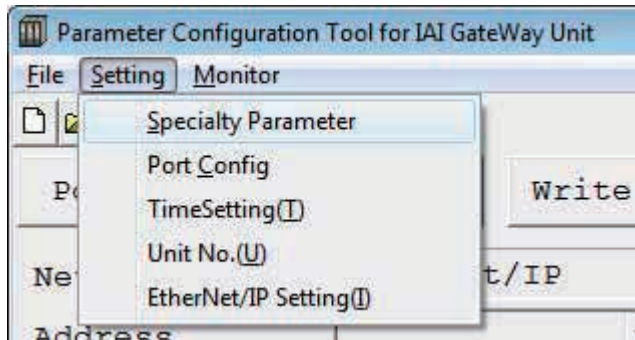 Parameter Configuration Tool for IAI GateWay Unit
File Setting Monitor
Specialty Parameter
Port Config
Write
TimeSetting(T)
Unit No.(U)
t/IP
EtherNet/IP Setting(I)
Address